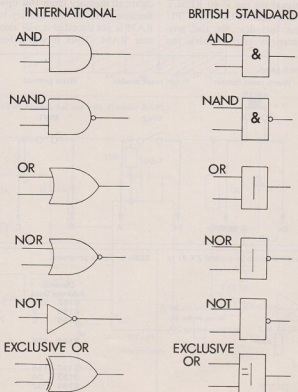 INTERNATIONAL
BRITISH STANDARD
AND
AND
&
NAND
NAND
&
OR
OR
|
NOR
NOR
|
NOT
NOT
EXCLUSIVE OR
EXCLUSIVE
OR